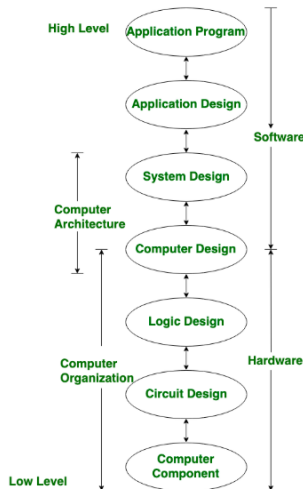 High Level
Application Program
Application Design
Software
System Design
Computer
Architecture
Computer Design
Logic Design
Computer
Organization
Hardware
Circuit Design
Computer
Component
Low Level